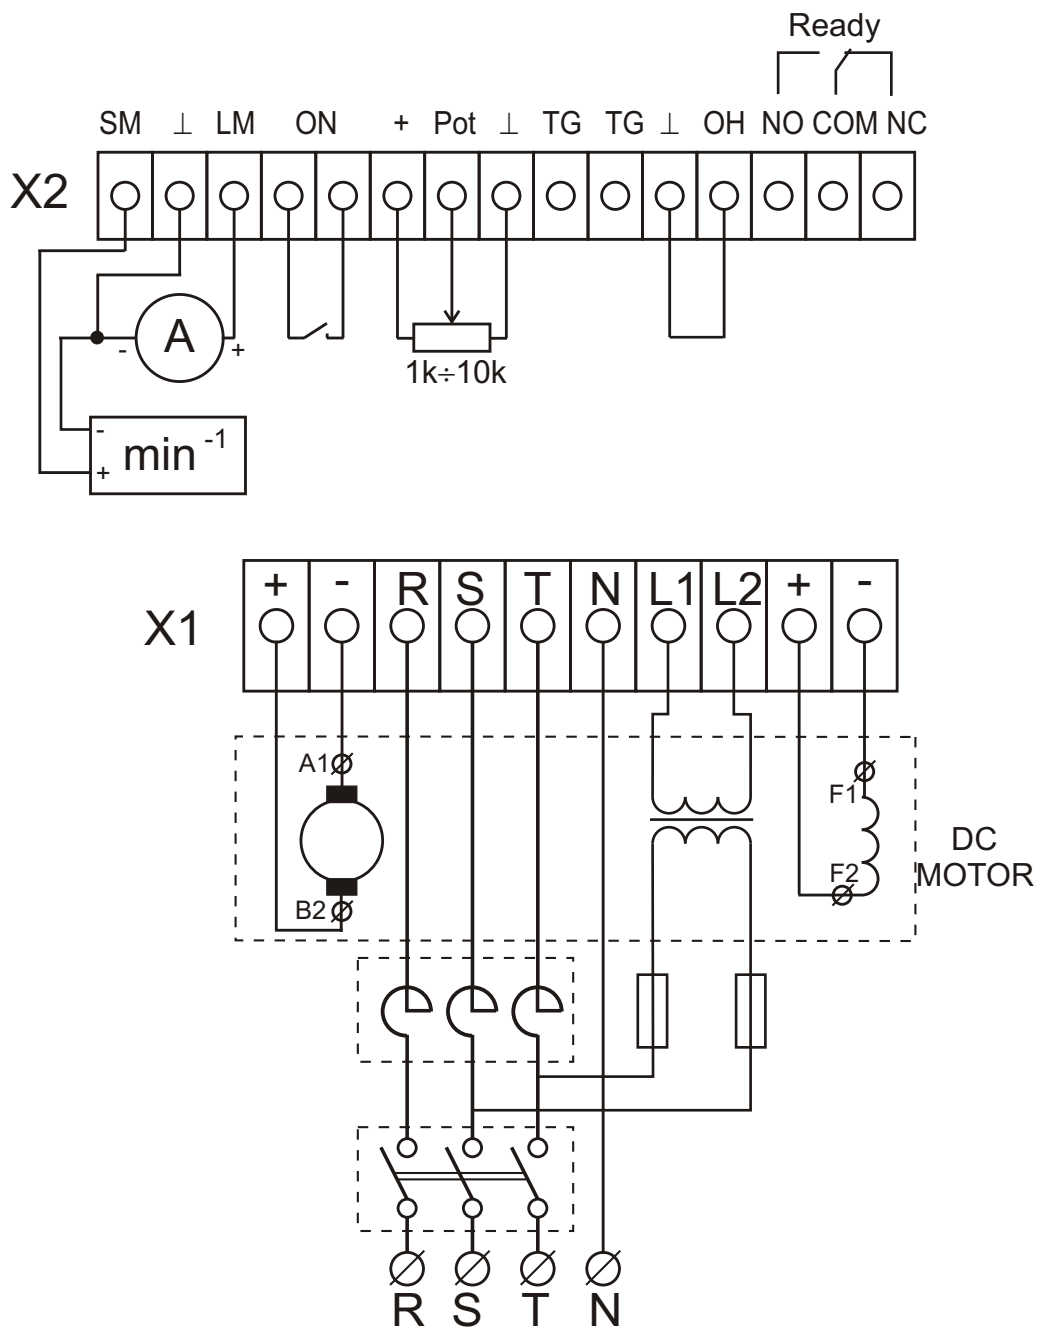 Ready
SM ⊥ LM ON + Pot ⊥ TG TG ⊥ OH NO COM NC
X2
A
- +
1k÷10k
-
min -1
+
+ - R S T N L1 L2 + -
X1
A1
F1
DC
MOTOR
F2
B2
R S T N